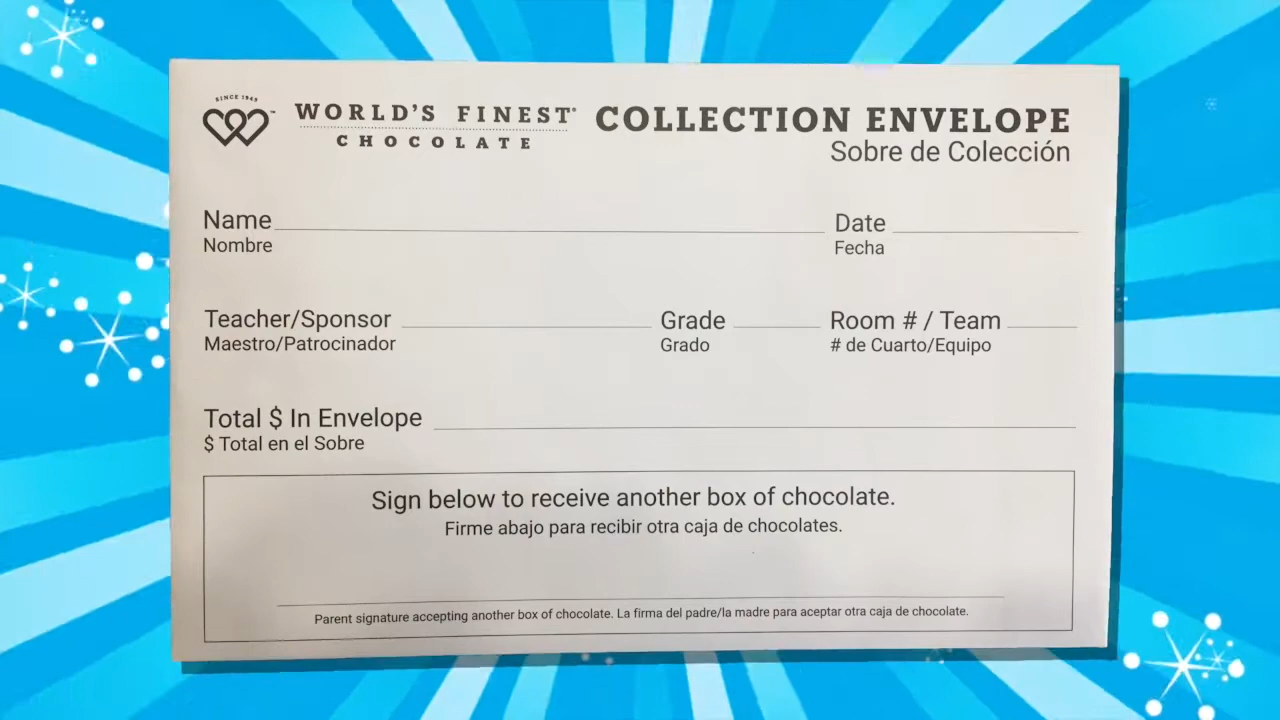 SINCE 1949
WORLD'S FINEST®
CHOCOLATE
COLLECTION ENVELOPE
Sobre de Colección
Name
Nombre
Date
Fecha
Teacher/Sponsor
Maestro/Patrocinador
Grade
Grado
Room # / Team
# de Cuarto/Equipo
Total $ In Envelope
$ Total en el Sobre
Sign below to receive another box of chocolate.
Firme abajo para recibir otra caja de chocolates.
Parent signature accepting another box of chocolate. La firma del padre/la madre para aceptar otra caja de chocolate.